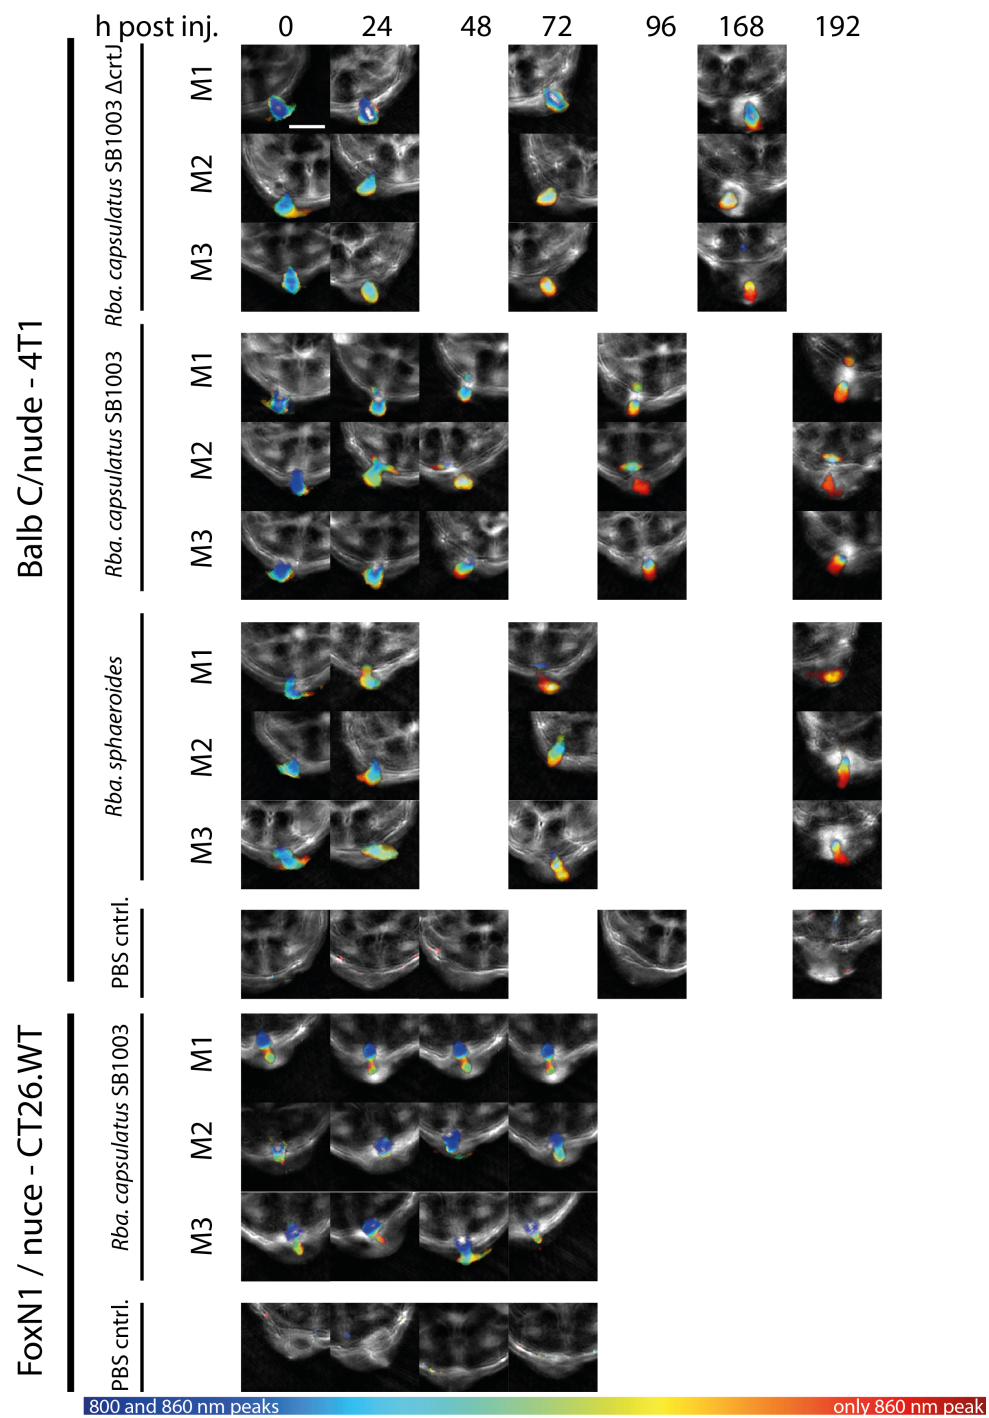 h post inj. 0 24 48 72 96 168 192
Balb C/nude - 4T1
Rba. capsulatus SB1003 ΔcrtJ
M1
M2
M3
Rba. capsulatus SB1003
M1
M2
M3
Rba. sphaeroides
M1
M2
M3
PBS cntrl.
FoxN1 / nuce - CT26.WT
Rba. capsulatus SB1003
M1
M2
M3
PBS cntrl.
800 and 860 nm peaks only 860 nm peak